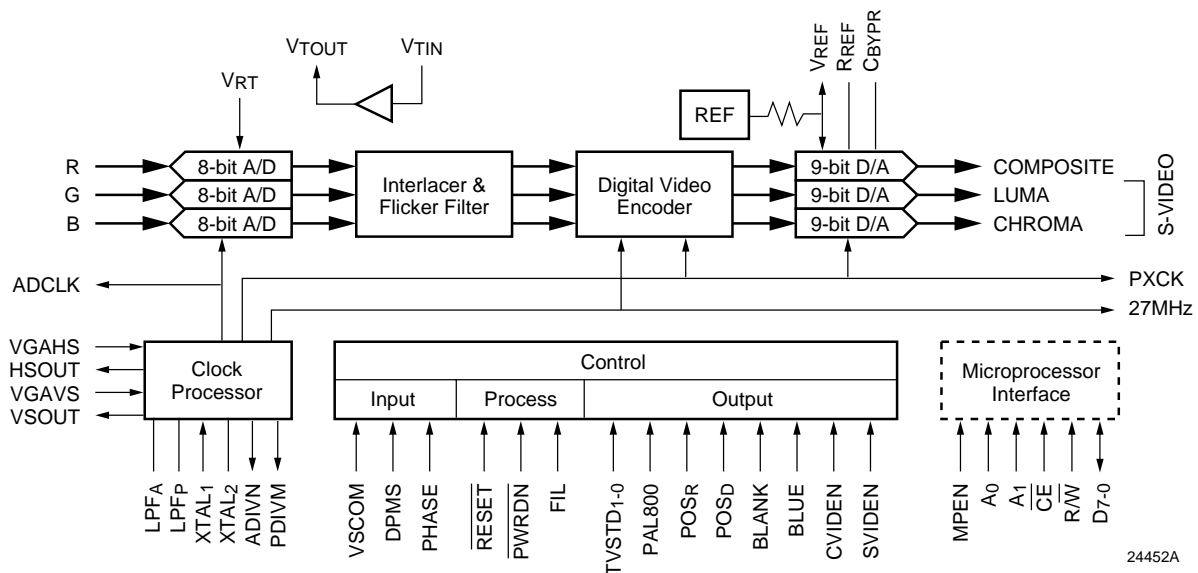 VTOUT
VTIN
VREF
RREF
CBYPR
VRT
REF
R
8-bit A/D
Interlacer & Flicker Filter
Digital Video Encoder
9-bit D/A
COMPOSITE
G
8-bit A/D
9-bit D/A
LUMA
B
8-bit A/D
9-bit D/A
CHROMA
S-VIDEO
ADCLK
PXCK
27MHz
VGAHS
HSOUT
VGAVS
VSOUT
Clock
Processor
Control
Input
Process
Output
Microprocessor
Interface
LPFA
LPFP
XTAL1
XTAL2
ADIVN
PDIVM
VSCOM
DPMS
PHASE
RESET
PWRDN
FIL
TVSTD1-0
PAL800
POSR
POSD
BLANK
BLUE
CVIDEN
SVIDEN
MPEN
A0
A1
CE
R/W
D7-0
24452A